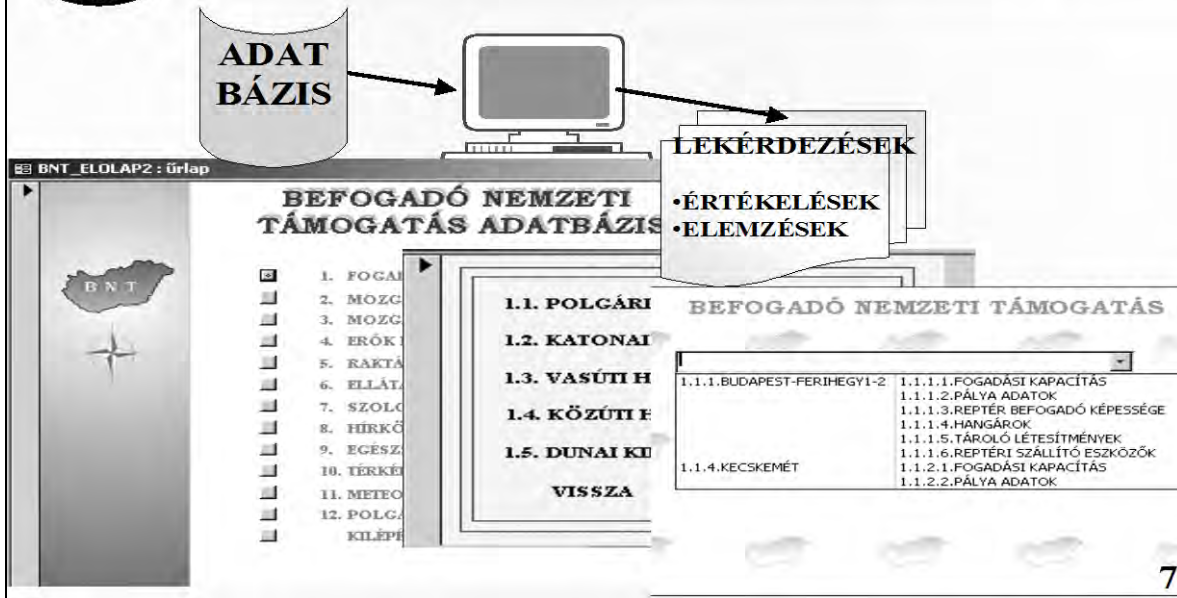 ADAT
BÁZIS
LEKÉRDEZÉSEK
•ÉRTÉKELÉSEK
•ELEMZÉSEK
BNT_ELOLAP2 : űrlap
BEFOGADÓ NEMZETI
TÁMOGATÁS ADATBÁZIS
B N T
1. FOGA
2. MOZG
3. MOZG
4. ERŐK
5. RAKTÁ
6. ELLÁT
7. SZOLG
8. HÍRKÖ
9. EGÉSZ
10. TÉRKÉ
11. METEO
12. POLGÁ
KILÉPÉ
1.1. POLGÁRI
1.2. KATONAI
1.3. VASÚTI H
1.4. KÖZÚTI
1.5. DUNAI KI
VISSZA
BEFOGADÓ NEMZETI TÁMOGATÁS
1.1.1.BUDAPEST-FERIHEGY1-2 1.1.1.1.FOGADÁSI KAPACÍTÁS
1.1.1.2.PÁLYA ADATOK
1.1.1.3.REPTÉR BEFOGADÓ KÉPESSÉGE
1.1.1.4.HANGÁROK
1.1.1.5.TÁROLÓ LÉTESÍTMÉNYEK
1.1.1.6.REPTÉRI SZÁLLÍTÓ ESZKÖZŐK
1.1.4.KECSKEMÉT 1.1.2.1.FOGADÁSI KAPACÍTÁS
1.1.2.2.PÁLYA ADATOK
7